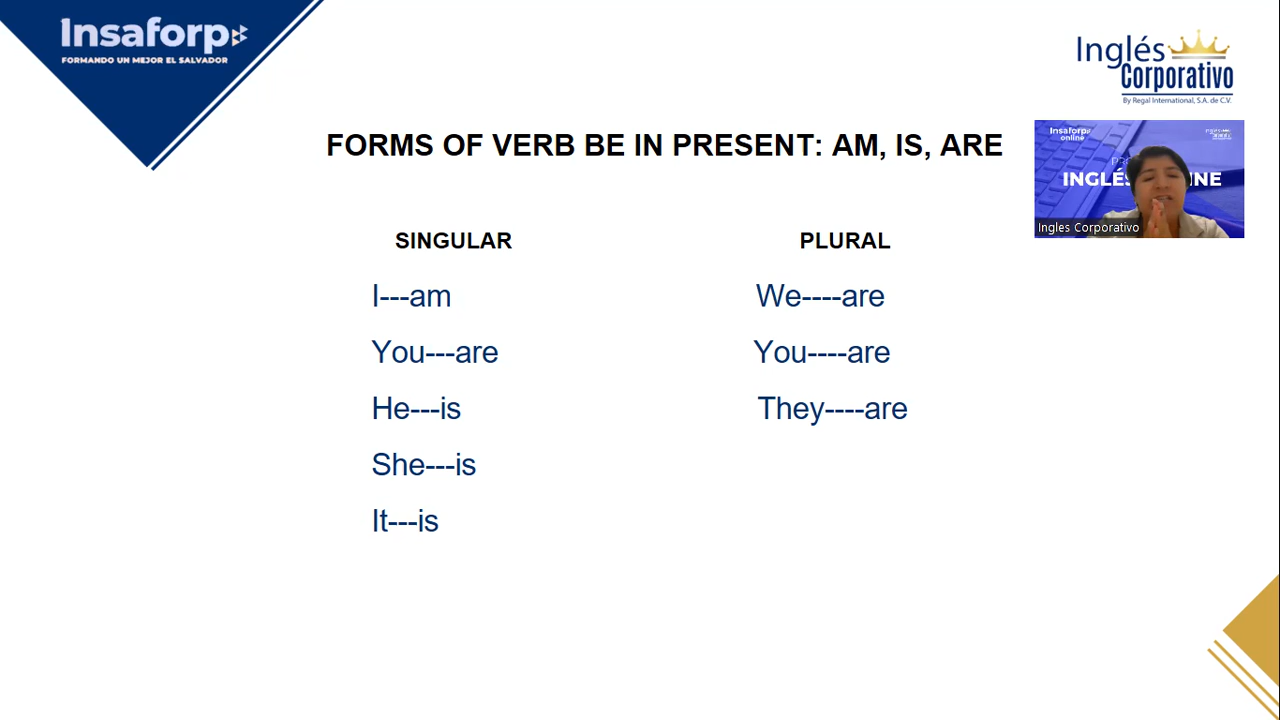 Insaforp
FORMANDO UN MEJOR EL SALVADOR
Inglés
Corporativo
By Regal International, S.A. de C.V.
FORMS OF VERB BE IN PRESENT: AM, IS, ARE
Insaforp
online
INGLÉS
Ingles Corporativo
SINGULAR
PLURAL
I---am
We----are
You---are
You----are
He---is
They----are
She---is
It---is